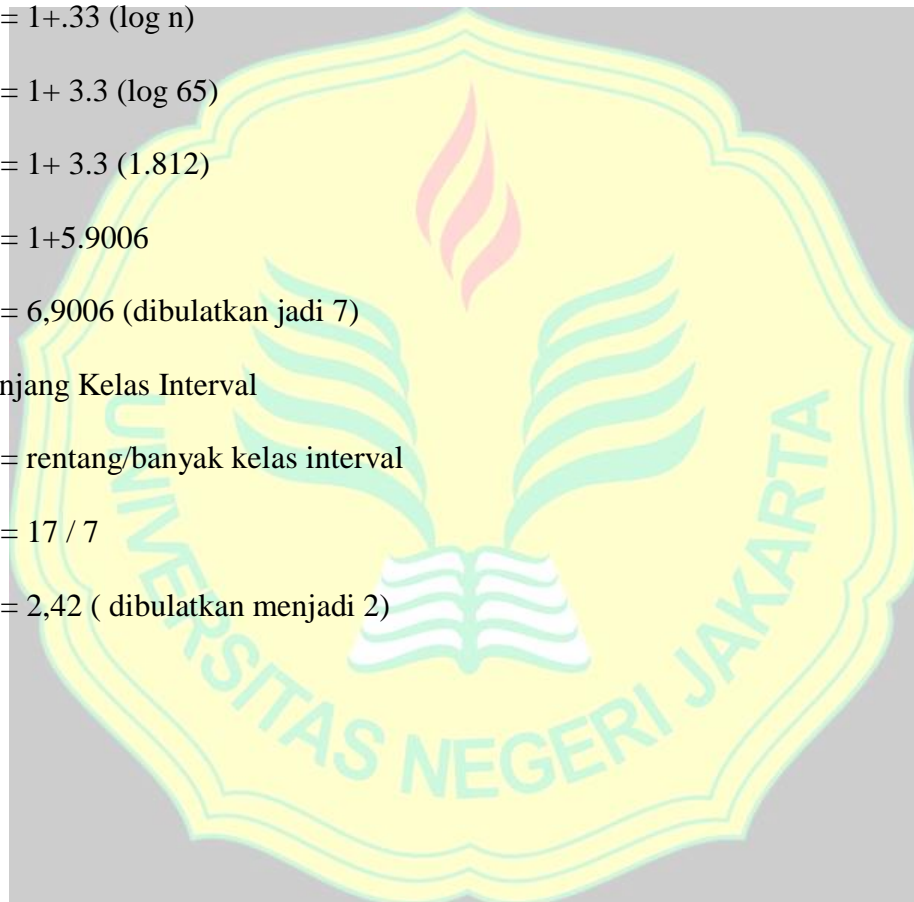 = 1+.33 (log n)
= 1+ 3.3 (log 65)
= 1+ 3.3 (1.812)
= 1+5.9006
= 6,9006 (dibulatkan jadi 7)
njang Kelas Interval
= rentang/banyak kelas interval
= 17 / 7
= 2,42 ( dibulatkan menjadi 2)
UNIVERSITAS NEGERI JAKARTA